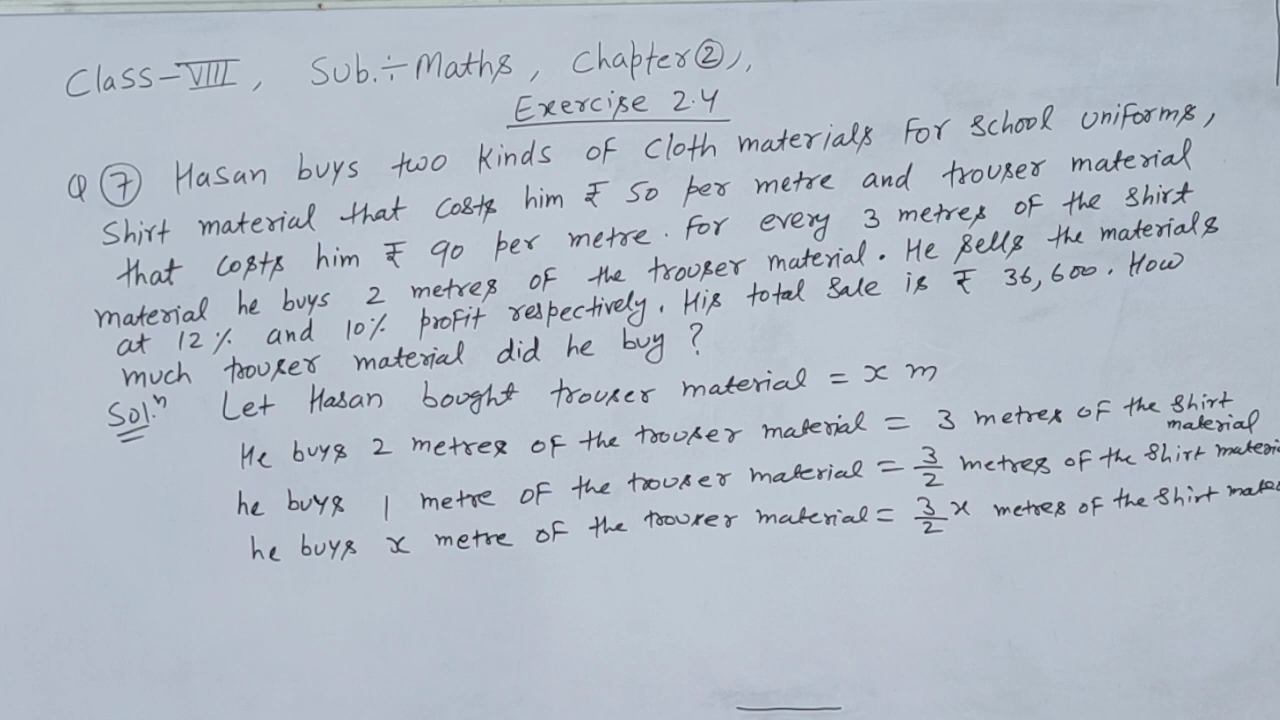 Class-VIII, Sub.÷Maths, Chapter②,,
Exercise 2.4
Q ⑦ Hasan buys two kinds of cloth materials for school uniforms,
Shirt material that costs him ₹ 50 per metre and trouser material
that costs him ₹ 90 per metre. For every 3 metres of the shirt
material he buys 2 metres of the trouser material. He sells the materials
at 12% and 10% profit respectively. His total sale is ₹ 36,600. How
much trouser material did he buy?
Sol.ⁿ Let Hasan bought trouser material = x m
He buys 2 metres of the trouser material = 3 metres of the shirt
material
he buys 1 metre of the trouser material = 3/2 metres of the shirt materi
he buys x metre of the trouser material = 3/2 x metres of the shirt mate